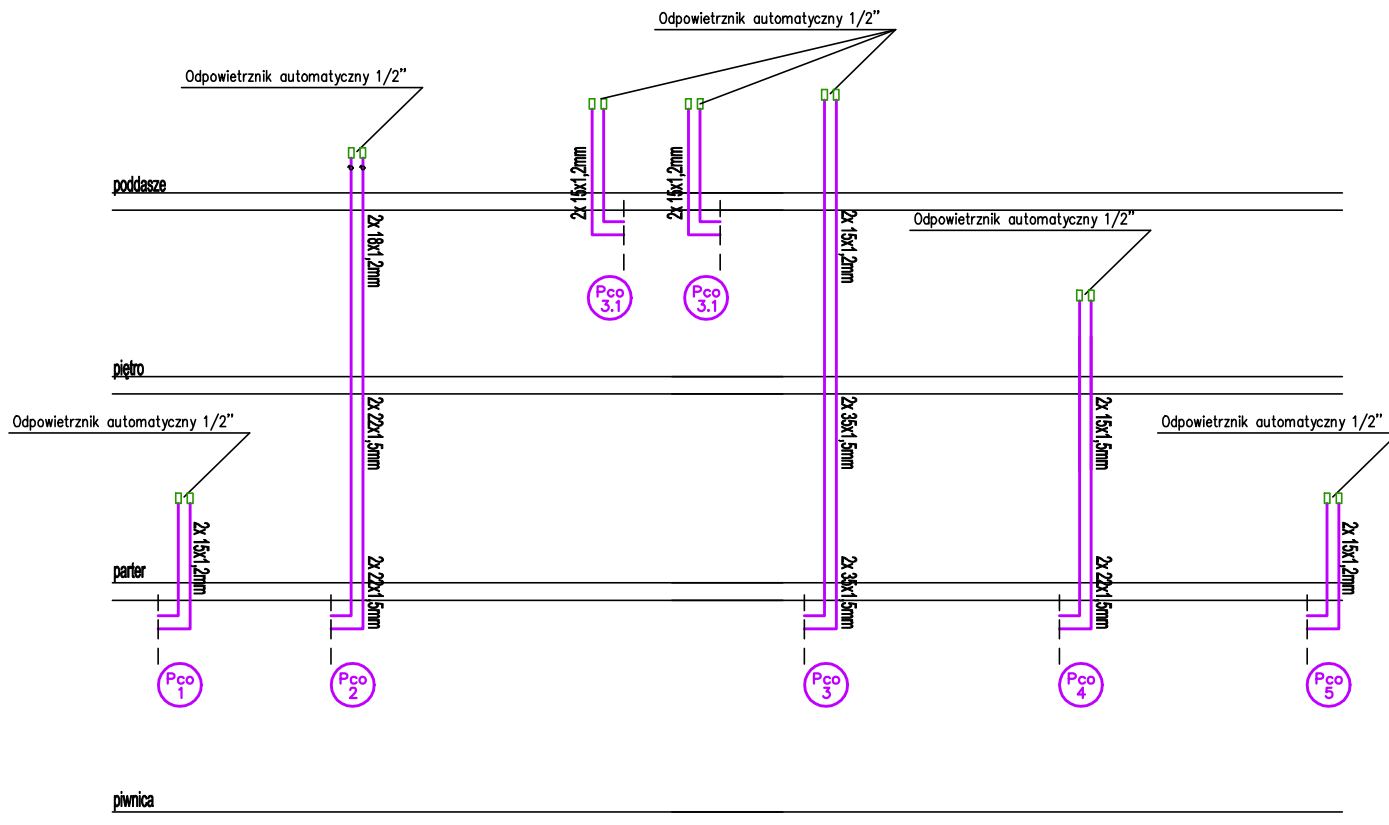 Odpowietrznik automatyczny 1/2"
Odpowietrznik automatyczny 1/2"
poddasze
2x 18x1,2mm
2x 15x1,2mm
2x 15x1,2mm
2x 15x1,2mm
Odpowietrznik automatyczny 1/2"
Pco
3.1
Pco
3.1
piętro
2x 22x1,5mm
2x 35x1,5mm
2x 15x1,5mm
Odpowietrznik automatyczny 1/2"
Odpowietrznik automatyczny 1/2"
2x 15x1,2mm
2x 15x1,2mm
parter
2x 22x1,5mm
2x 35x1,5mm
2x 22x1,5mm
Pco
1
Pco
2
Pco
3
Pco
4
Pco
5
piwnica